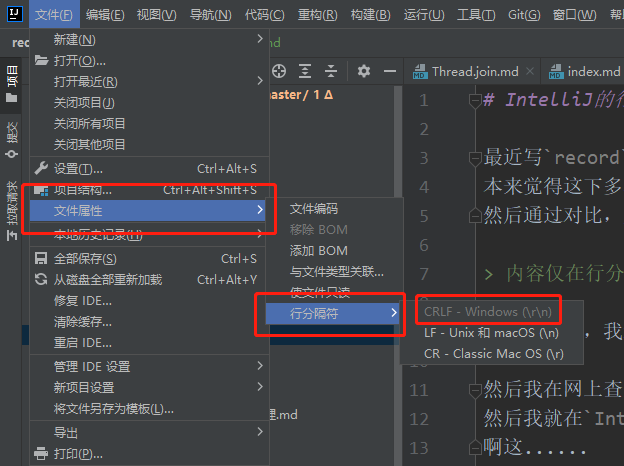 IJ
文件(F) 编辑(E) 视图(V) 导航(N) 代码(C) 重构(R) 构建(B) 运行(U) 工具(T) Git(G) 窗口(W)
rec
.md
项目
提交
拉取请求
新建(N)
打开(O)...
打开最近(R)
关闭项目(J)
关闭所有项目
关闭其他项目
设置(T)... Ctrl+Alt+S
项目结构... Ctrl+Alt+Shift+S
文件属性
本地历史记录(H)
全部保存(S) Ctrl+S
从磁盘全部重新加载 Ctrl+Alt+Y
修复 IDE...
清除缓存...
重启 IDE...
管理 IDE 设置
新项目设置
将文件另存为模板(L)...
导出
打印(P)...
master/ 1 Δ
文件编码
移除 BOM
添加 BOM
与文件类型关联...
使文件只读
行分隔符
CRLF - Windows (\r\n)
LF - Unix 和 macOS (\n)
CR - Classic Mac OS (\r)
理.md
Thread.join.md index.md
1 # IntelliJ的行
2
3 最近写`record`
4 本来觉得这下多
5 然后通过对比，
6
7 > 内容仅在行分
，我
11 然后我在网上查
12 然后我就在`Int
13 啊这......